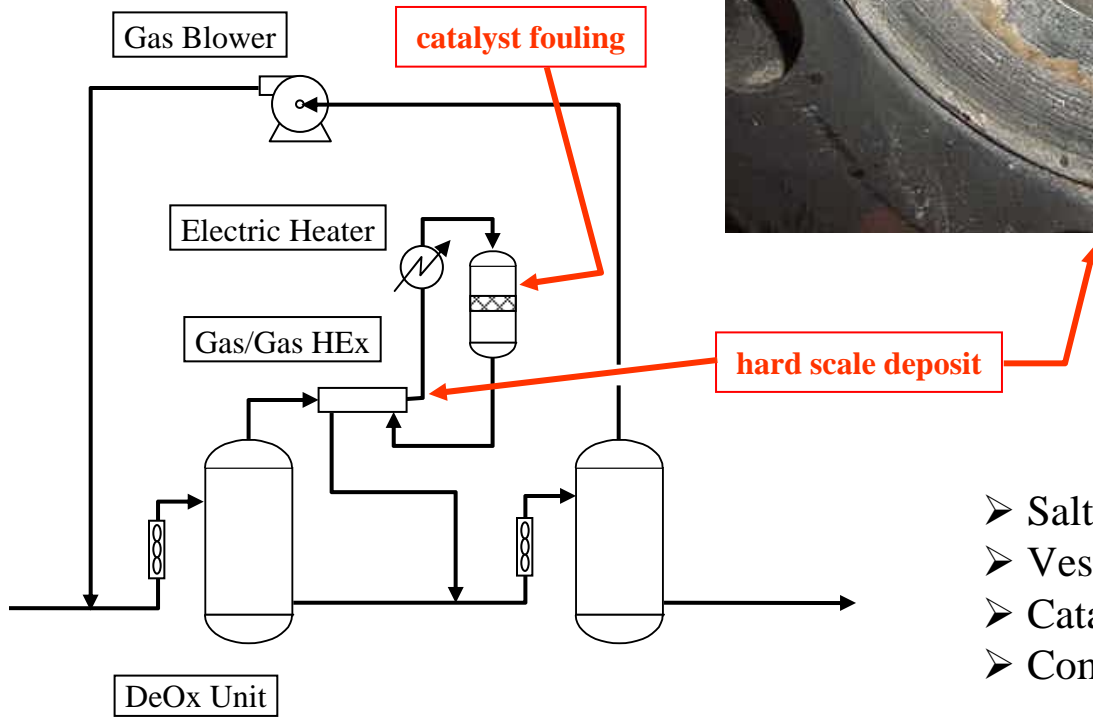 Gas Blower
catalyst fouling
Electric Heater
Gas/Gas HEx
hard scale deposit
➢ Salt
➢ Ves
➢ Cata
➢ Con
DeOx Unit